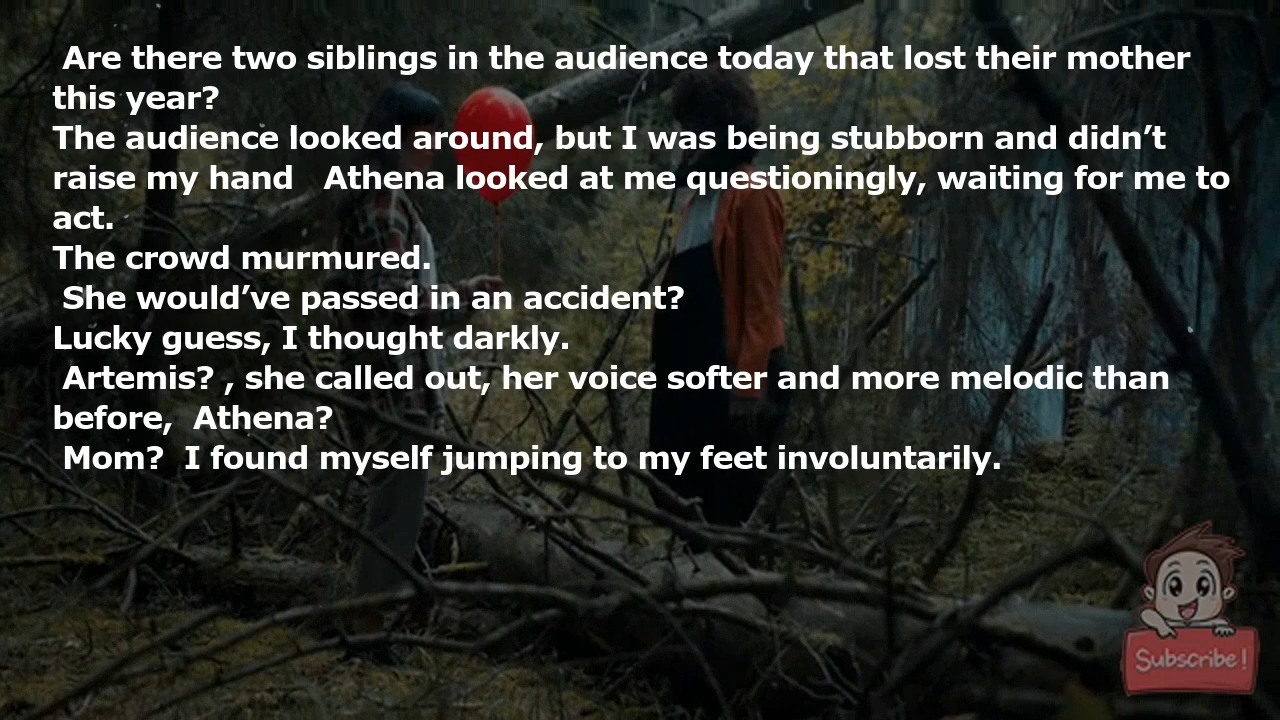 Are there two siblings in the audience today that lost their mother
this year?
The audience looked around, but I was being stubborn and didn’t
raise my hand   Athena looked at me questioningly, waiting for me to
act.
The crowd murmured.
She would’ve passed in an accident?
Lucky guess, I thought darkly.
Artemis? , she called out, her voice softer and more melodic than
before,  Athena?
Mom?  I found myself jumping to my feet involuntarily.
Subscribe!